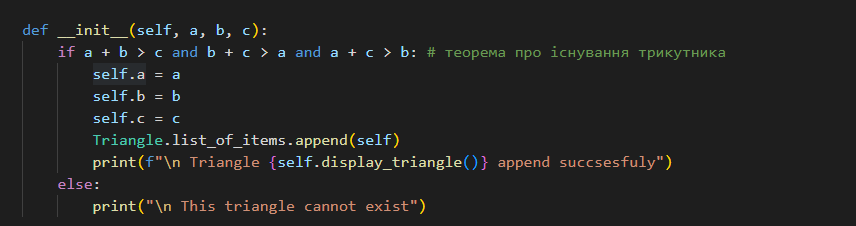 def __init__(self, a, b, c):
    if a + b > c and b + c > a and a + c > b: # теорема про існування трикутника
        self.a = a
        self.b = b
        self.c = c
        Triangle.list_of_items.append(self)
        print(f"\n Triangle {self.display_triangle()} append succsesfuly")
    else:
        print("\n This triangle cannot exist")